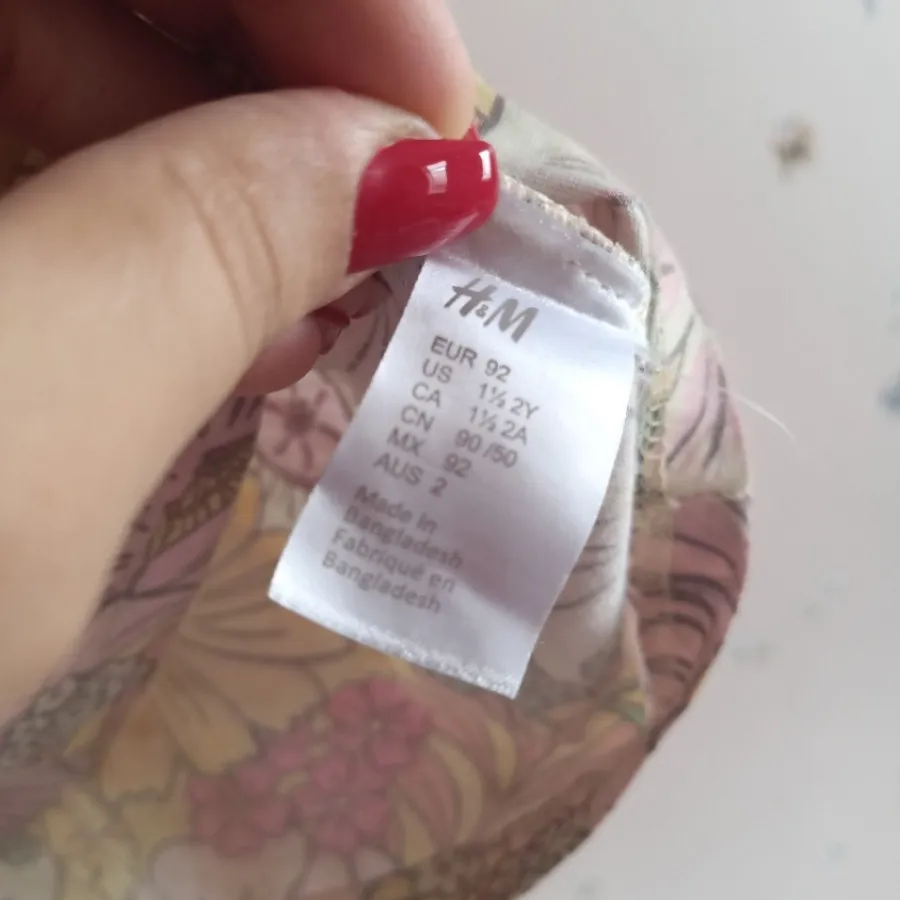 H&M
EUR 92
US 1½ 2Y
CA 1½ 2A
CN 90/50
MX 92
AUS 2
Made in
Bangladesh
Fabriqué en
Bangladesh